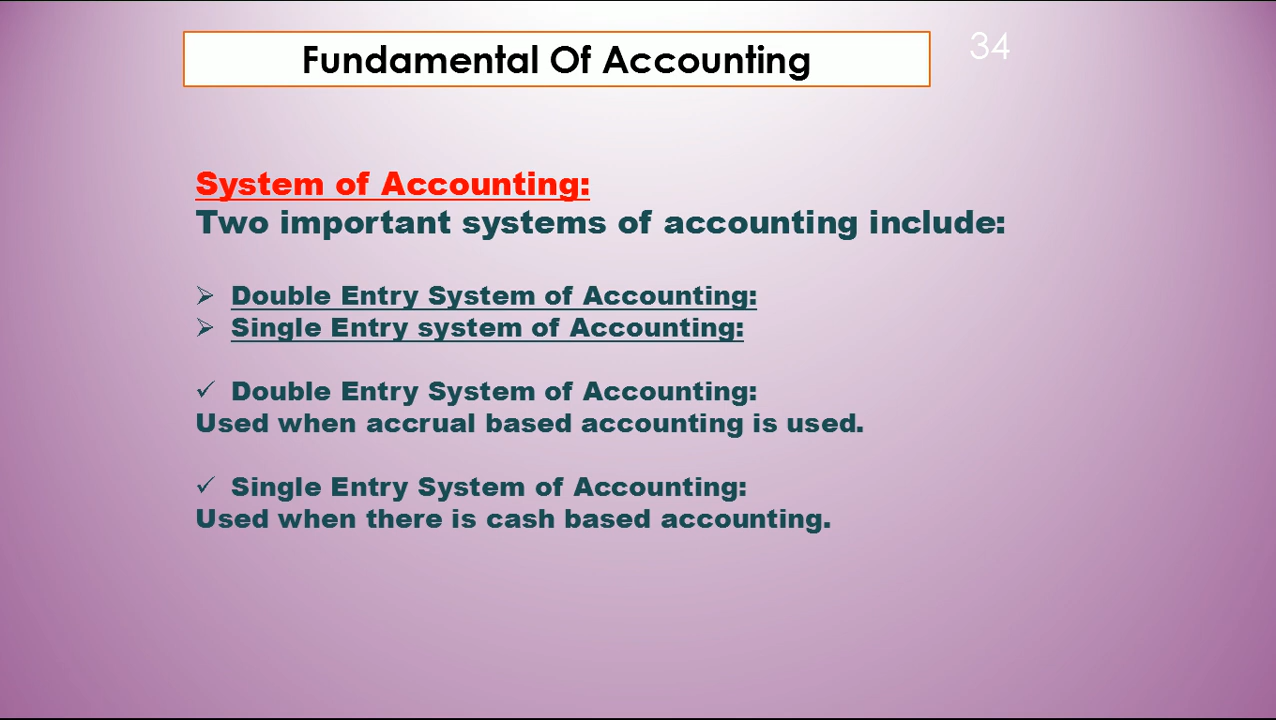 Fundamental Of Accounting
34
System of Accounting:
Two important systems of accounting include:
➢ Double Entry System of Accounting:
➢ Single Entry system of Accounting:
✓ Double Entry System of Accounting:
Used when accrual based accounting is used.
✓ Single Entry System of Accounting:
Used when there is cash based accounting.